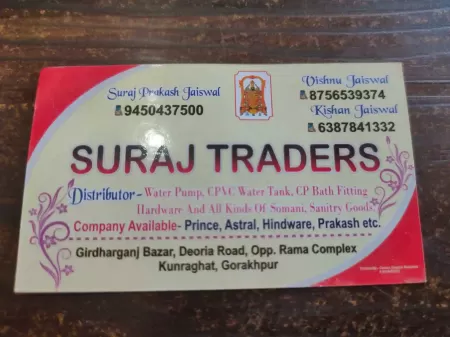 Suraj Prakash Jaiswal
9450437500
Vishnu Jaiswal
8756539374
Kishan Jaiswal
6387841332
SURAJ TRADERS
Distributor- Water Pump, CPVC Water Tank, CP Bath Fitting
Hardware And All Kinds Of Somani, Sanitry Goods.
Company Available- Prince, Astral, Hindware, Prakash etc.
Girdharganj Bazar, Deoria Road, Opp. Rama Complex
Kunraghat, Gorakhpur